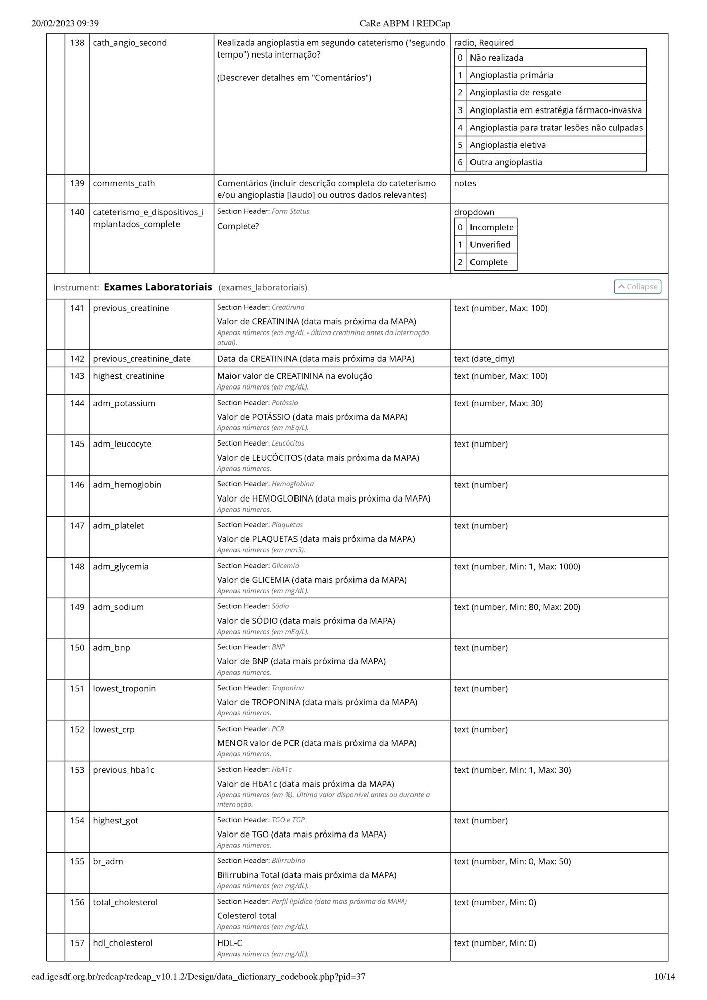 20/02/2023 09:39 CaRe ABPM | REDCap
138 cath_angio_second Realizada angioplastia em segundo cateterismo ("segundo radio, Required
tempo") nesta internação?
(Descrever detalhes em "Comentários")
0 Não realizada
1 Angioplastia primária
2 Angioplastia de resgate
3 Angioplastia em estratégia fármaco-invasiva
4 Angioplastia para tratar lesões não culpadas
5 Angioplastia eletiva
6 Outra angioplastia
139 comments_cath Comentários (incluir descrição completa do cateterismo notes
e/ou angioplastia [laudo] ou outros dados relevantes)
140 cateterismo_e_dispositivos_i Section Header: Form Status dropdown
mplantados_complete Complete?
0 Incomplete
1 Unverified
2 Complete
Instrument: Exames Laboratoriais (exames_laboratoriais) Collapse
141 previous_creatinine Section Header: Creatinina text (number, Max: 100)
Valor de CREATININA (data mais próxima da MAPA)
Apenas números (em mg/dL - última creatinina antes da internação
atual).
142 previous_creatinine_date Data da CREATININA (data mais próxima da MAPA) text (date_dmy)
143 highest_creatinine Maior valor de CREATININA na evolução text (number, Max: 100)
Apenas números (em mg/dL).
144 adm_potassium Section Header: Potássio text (number, Max: 30)
Valor de POTÁSSIO (data mais próxima da MAPA)
Apenas números (em mEq/L).
145 adm_leucocyte Section Header: Leucócitos text (number)
Valor de LEUCÓCITOS (data mais próxima da MAPA)
Apenas números.
146 adm_hemoglobin Section Header: Hemoglobina text (number)
Valor de HEMOGLOBINA (data mais próxima da MAPA)
Apenas números.
147 adm_platelet Section Header: Plaquetas text (number)
Valor de PLAQUETAS (data mais próxima da MAPA)
Apenas números (em mm3).
148 adm_glycemia Section Header: Glicemia text (number, Min: 1, Max: 1000)
Valor de GLICEMIA (data mais próxima da MAPA)
Apenas números (em mg/dL).
149 adm_sodium Section Header: Sódio text (number, Min: 80, Max: 200)
Valor de SÓDIO (data mais próxima da MAPA)
Apenas números (em mEq/L).
150 adm_bnp Section Header: BNP text (number)
Valor de BNP (data mais próxima da MAPA)
Apenas números.
151 lowest_troponin Section Header: Troponina text (number)
Valor de TROPONINA (data mais próxima da MAPA)
Apenas números.
152 lowest_crp Section Header: PCR text (number)
MENOR valor de PCR (data mais próxima da MAPA)
Apenas números.
153 previous_hba1c Section Header: HbA1c text (number, Min: 1, Max: 30)
Valor de HbA1c (data mais próxima da MAPA)
Apenas números (em %). Último valor disponível antes ou durante a
internação.
154 highest_got Section Header: TGO e TGP text (number)
Valor de TGO (data mais próxima da MAPA)
Apenas números.
155 br_adm Section Header: Bilirrubina text (number, Min: 0, Max: 50)
Bilirrubina Total (data mais próxima da MAPA)
Apenas números (em mg/dL).
156 total_cholesterol Section Header: Perfil lipídico (data mais próxima da MAPA) text (number, Min: 0)
Colesterol total
Apenas números (em mg/dL).
157 hdl_cholesterol HDL-C text (number, Min: 0)
Apenas números (em mg/dL).
ead.igesdf.org.br/redcap/redcap_v10.1.2/Design/data_dictionary_codebook.php?pid=37 10/14